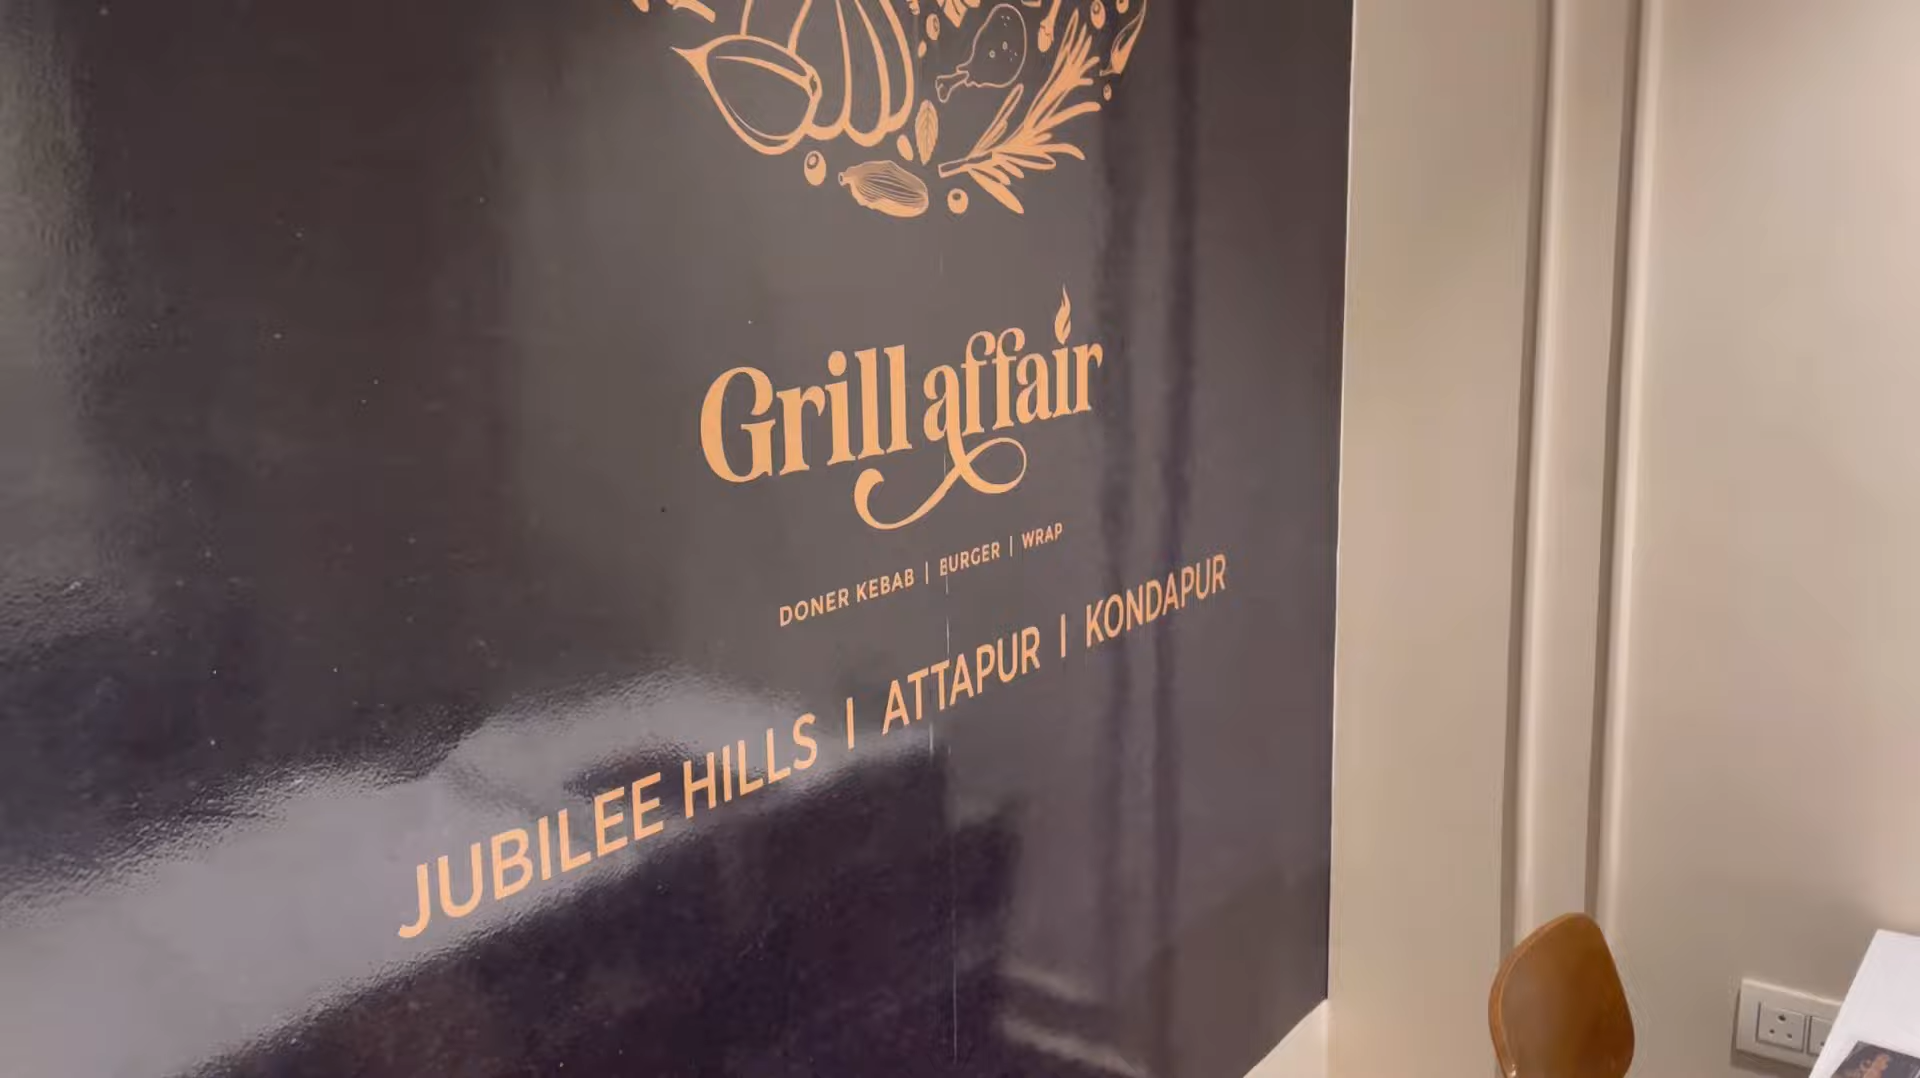 Grill affair
DONER KEBAB | BURGER | WRAP
JUBILEE HILLS | ATTAPUR | KONDAPUR